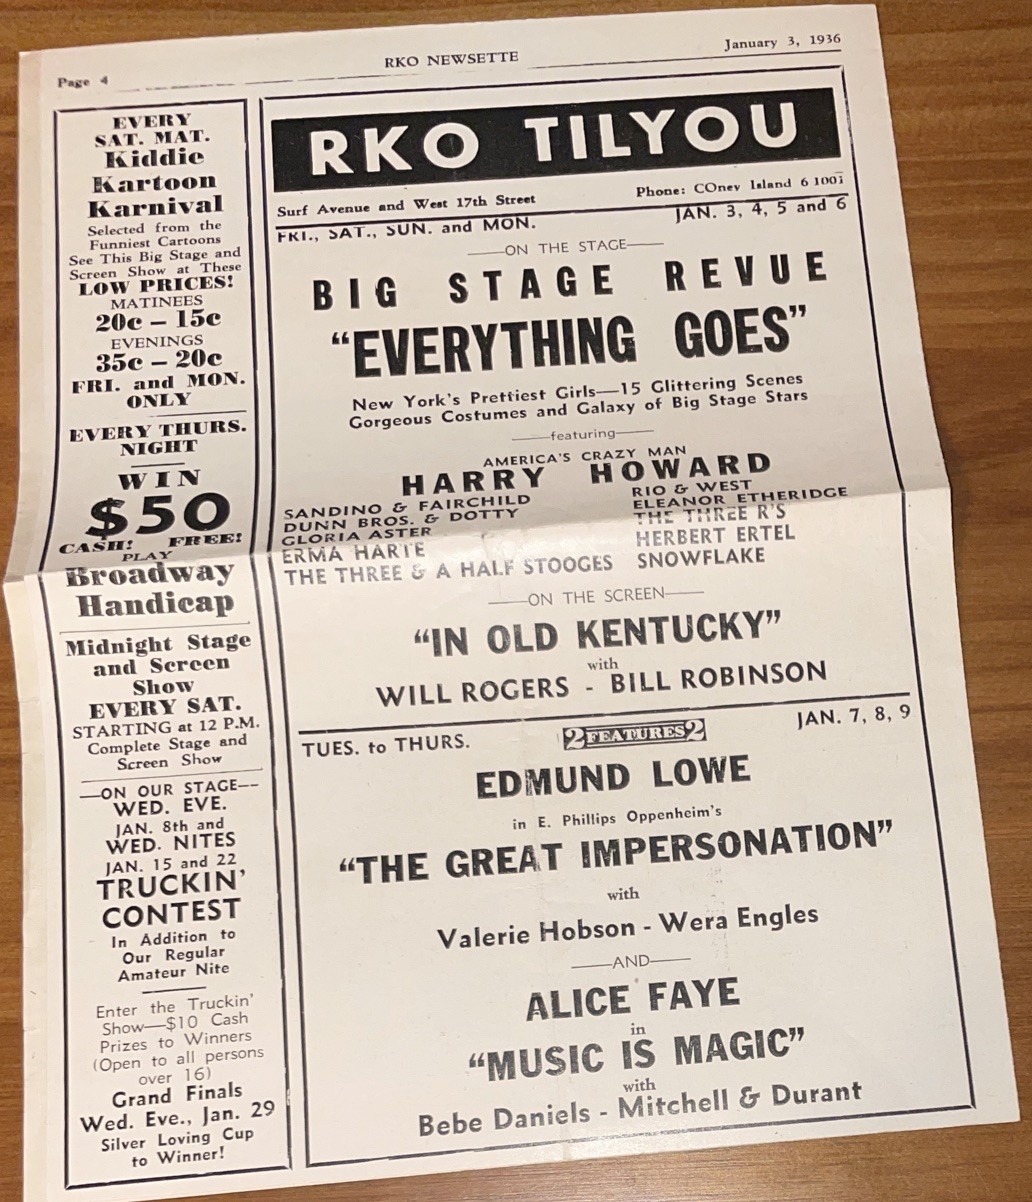 Page 4
RKO NEWSETTE
January 3, 1936
EVERY
SAT. MAT.
Kiddie
Kartoon
Karnival
Selected from the
Funniest Cartoons
See This Big Stage and
Screen Show at These
LOW PRICES!
MATINEES
20c — 15c
EVENINGS
35c — 20c
FRI. and MON.
ONLY
EVERY THURS.
NIGHT
WIN
$50
CASH! FREE!
PLAY
Broadway
Handicap
Midnight Stage
and Screen
Show
EVERY SAT.
STARTING at 12 P.M.
Complete Stage and
Screen Show
—ON OUR STAGE—
WED. EVE.
JAN. 8th and
WED. NITES
JAN. 15 and 22
TRUCKIN'
CONTEST
In Addition to
Our Regular
Amateur Nite
Enter the Truckin'
Show—$10 Cash
Prizes to Winners
(Open to all persons
over 16)
Grand Finals
Wed. Eve., Jan. 29
Silver Loving Cup
to Winner!
RKO TILYOU
Surf Avenue and West 17th Street Phone: COney Island 6 1001
FRI., SAT., SUN. and MON. JAN. 3, 4, 5 and 6
—ON THE STAGE—
BIG STAGE REVUE
"EVERYTHING GOES"
New York's Prettiest Girls—15 Glittering Scenes
Gorgeous Costumes and Galaxy of Big Stage Stars
—featuring—
AMERICA'S CRAZY MAN
HARRY HOWARD
SANDINO & FAIRCHILD
DUNN BROS. & DOTTY
GLORIA ASTER
ERMA HARTE
THE THREE & A HALF STOOGES
RIO & WEST
ELEANOR ETHERIDGE
THE THREE R'S
HERBERT ERTEL
SNOWFLAKE
—ON THE SCREEN—
"IN OLD KENTUCKY"
with
WILL ROGERS - BILL ROBINSON
TUES. to THURS. 2 FEATURES 2 JAN. 7, 8, 9
EDMUND LOWE
in E. Phillips Oppenheim's
"THE GREAT IMPERSONATION"
with
Valerie Hobson - Wera Engles
—AND—
ALICE FAYE
in
"MUSIC IS MAGIC"
with
Bebe Daniels - Mitchell & Durant